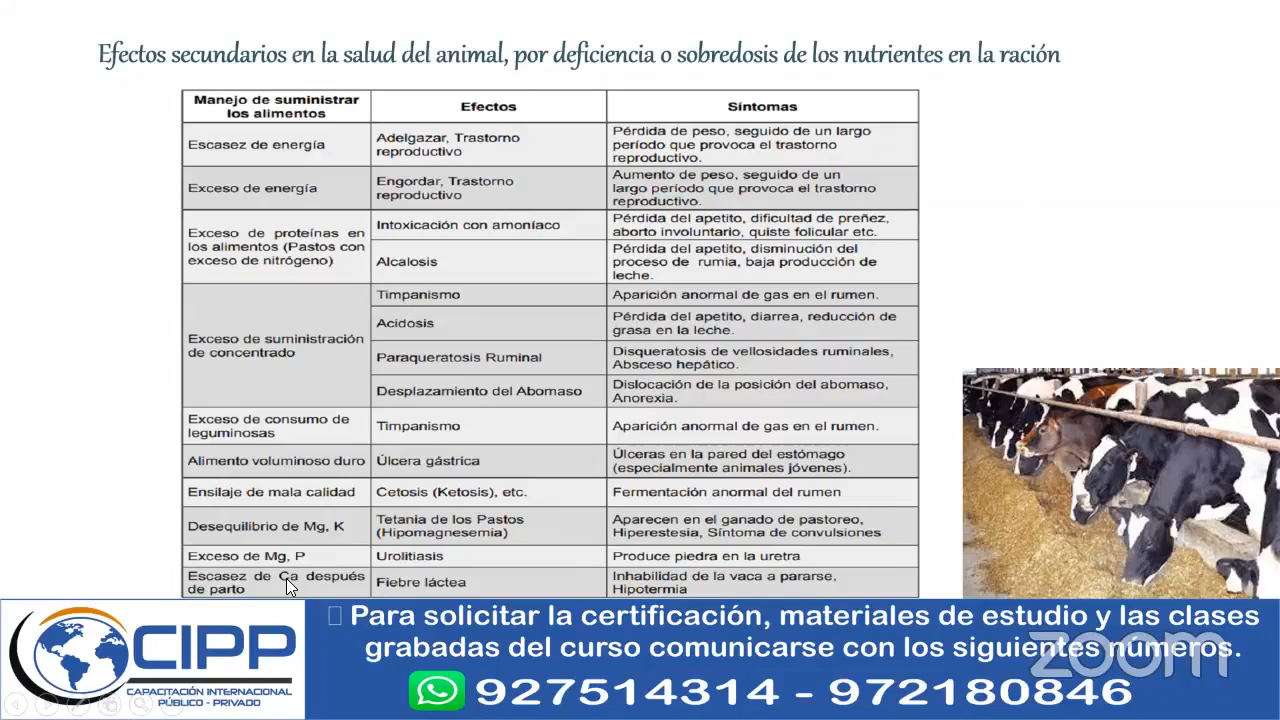 Efectos secundarios en la salud del animal, por deficiencia o sobredosis de los nutrientes en la ración
Manejo de suministrar
los alimentos
Efectos
Síntomas
Escasez de energía
Adelgazar, Trastorno
reproductivo
Pérdida de peso, seguido de un largo
período que provoca el trastorno
reproductivo.
Exceso de energía
Engordar, Trastorno
reproductivo
Aumento de peso, seguido de un
largo período que provoca el trastorno
reproductivo.
Exceso de proteínas en
los alimentos (Pastos con
exceso de nitrógeno)
Intoxicación con amoníaco
Pérdida del apetito, dificultad de preñez,
aborto involuntario, quiste folicular etc.
Alcalosis
Pérdida del apetito, disminución del
proceso de rumia, baja producción de
leche.
Exceso de suministración
de concentrado
Timpanismo
Aparición anormal de gas en el rumen.
Acidosis
Pérdida del apetito, diarrea, reducción de
grasa en la leche.
Paraqueratosis Ruminal
Disqueratosis de vellosidades ruminales,
Absceso hepático.
Desplazamiento del Abomaso
Dislocación de la posición del abomaso,
Anorexia.
Exceso de consumo de
leguminosas
Timpanismo
Aparición anormal de gas en el rumen.
Alimento voluminoso duro
Úlcera gástrica
Úlceras en la pared del estómago
(especialmente animales jóvenes).
Ensilaje de mala calidad
Cetosis (Ketosis), etc.
Fermentación anormal del rumen
Desequilibrio de Mg, K
Tetania de los Pastos
(Hipomagnesemia)
Aparecen en el ganado de pastoreo,
Hiperestesia, Síntoma de convulsiones
Exceso de Mg, P
Urolitiasis
Produce piedra en la uretra
Escasez de Ca después
de parto
Fiebre láctea
Inhabilidad de la vaca a pararse,
Hipotermia
CIPP
CAPACITACIÓN INTERNACIONAL
PÚBLICO - PRIVADO
Para solicitar la certificación, materiales de estudio y las clases
grabadas del curso comunicarse con los siguientes números.
927514314 - 972180846
zoom